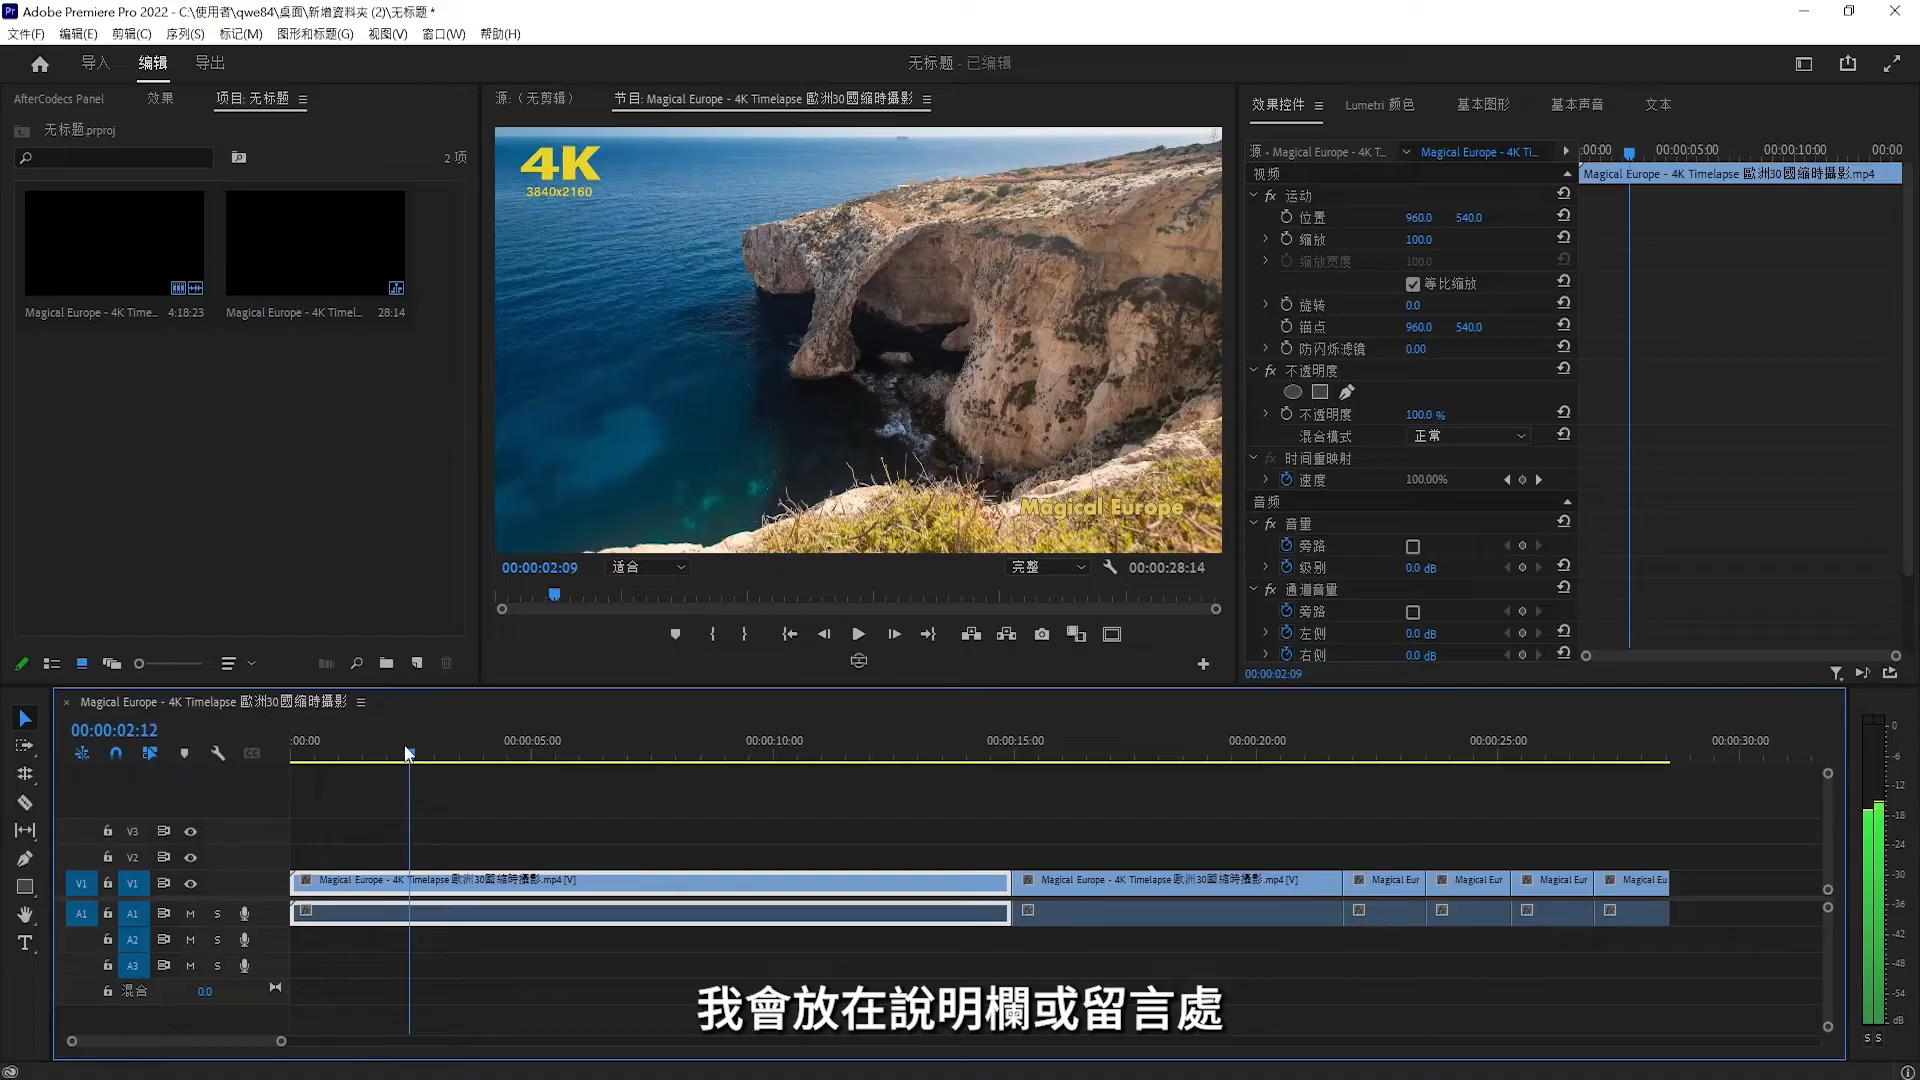 Adobe Premiere Pro 2022 - C:\使用者\qwe84\桌面\新增資料夾 (2)\无标题 *
文件(F) 编辑(E) 剪辑(C) 序列(S) 标记(M) 图形和标题(G) 视图(V) 窗口(W) 帮助(H)
导入 编辑 导出
无标题 - 已编辑
AfterCodecs Panel 效果 项目: 无标题
无标题.prproj
2 项
Magical Europe - 4K Time... 4:18:23
Magical Europe - 4K Timel... 28:14
源:（无剪辑） 节目: Magical Europe - 4K Timelapse 歐洲30國縮時攝影
4K
3840x2160
Magical Europe
00:00:02:09 适合 完整 00:00:28:14
效果控件 Lumetri 颜色 基本图形 基本声音 文本
源 • Magical Europe - 4K T... Magical Europe - 4K Ti...
:00:00 00:00:05:00 00:00:10:00 00:00
视频
Magical Europe - 4K Timelapse 歐洲30國縮時攝影.mp4
fx 运动
位置 960.0 540.0
缩放 100.0
缩放宽度 100.0
等比缩放
旋转 0.0
锚点 960.0 540.0
防闪烁滤镜 0.00
fx 不透明度
不透明度 100.0 %
混合模式 正常
fx 时间重映射
速度 100.00%
音频
fx 音量
旁路
级别 0.0 dB
fx 通道音量
旁路
左侧 0.0 dB
右侧 0.0 dB
00:00:02:09
Magical Europe - 4K Timelapse 歐洲30國縮時攝影
00:00:02:12
:00:00 00:00:05:00 00:00:10:00 00:00:15:00 00:00:20:00 00:00:25:00 00:00:30:00
V3
V2
V1 V1
Magical Europe - 4K Timelapse 歐洲30國縮時攝影.mp4 [V]
Magical Europe - 4K Timelapse 歐洲30國縮時攝影.mp4 [V]
Magical Eur
Magical Eur
Magical Eur
Magical Eu
A1 A1 M S
A2 M S
A3 M S
混合 0.0
0
-6
-12
-18
-24
-30
-36
-42
-48
-54
dB
S S
我會放在說明欄或留言處